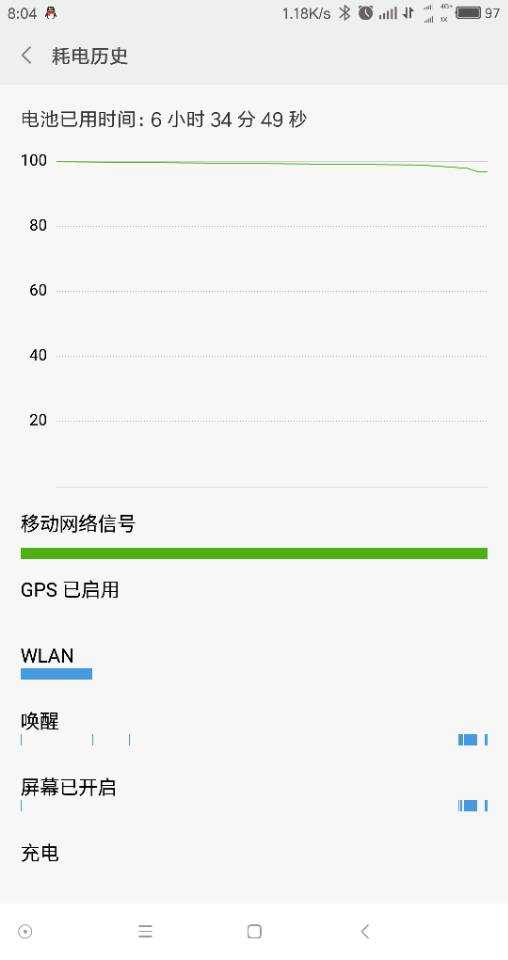 8:04 1.18K/s 4G+ 1X 97
耗电历史
电池已用时间: 6 小时 34 分 49 秒
100
80
60
40
20
移动网络信号
GPS 已启用
WLAN
唤醒
屏幕已开启
充电